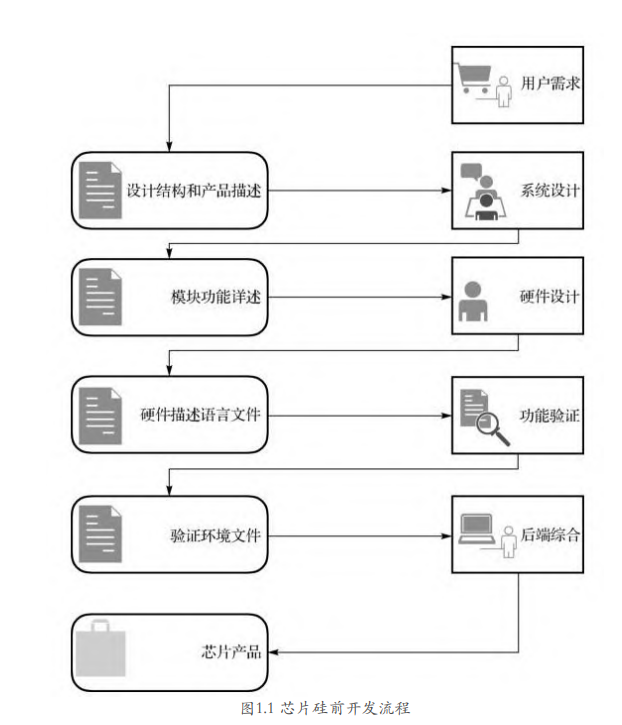 用户需求
设计结构和产品描述
系统设计
模块功能详述
硬件设计
硬件描述语言文件
功能验证
验证环境文件
后端综合
芯片产品
图1.1 芯片硅前开发流程